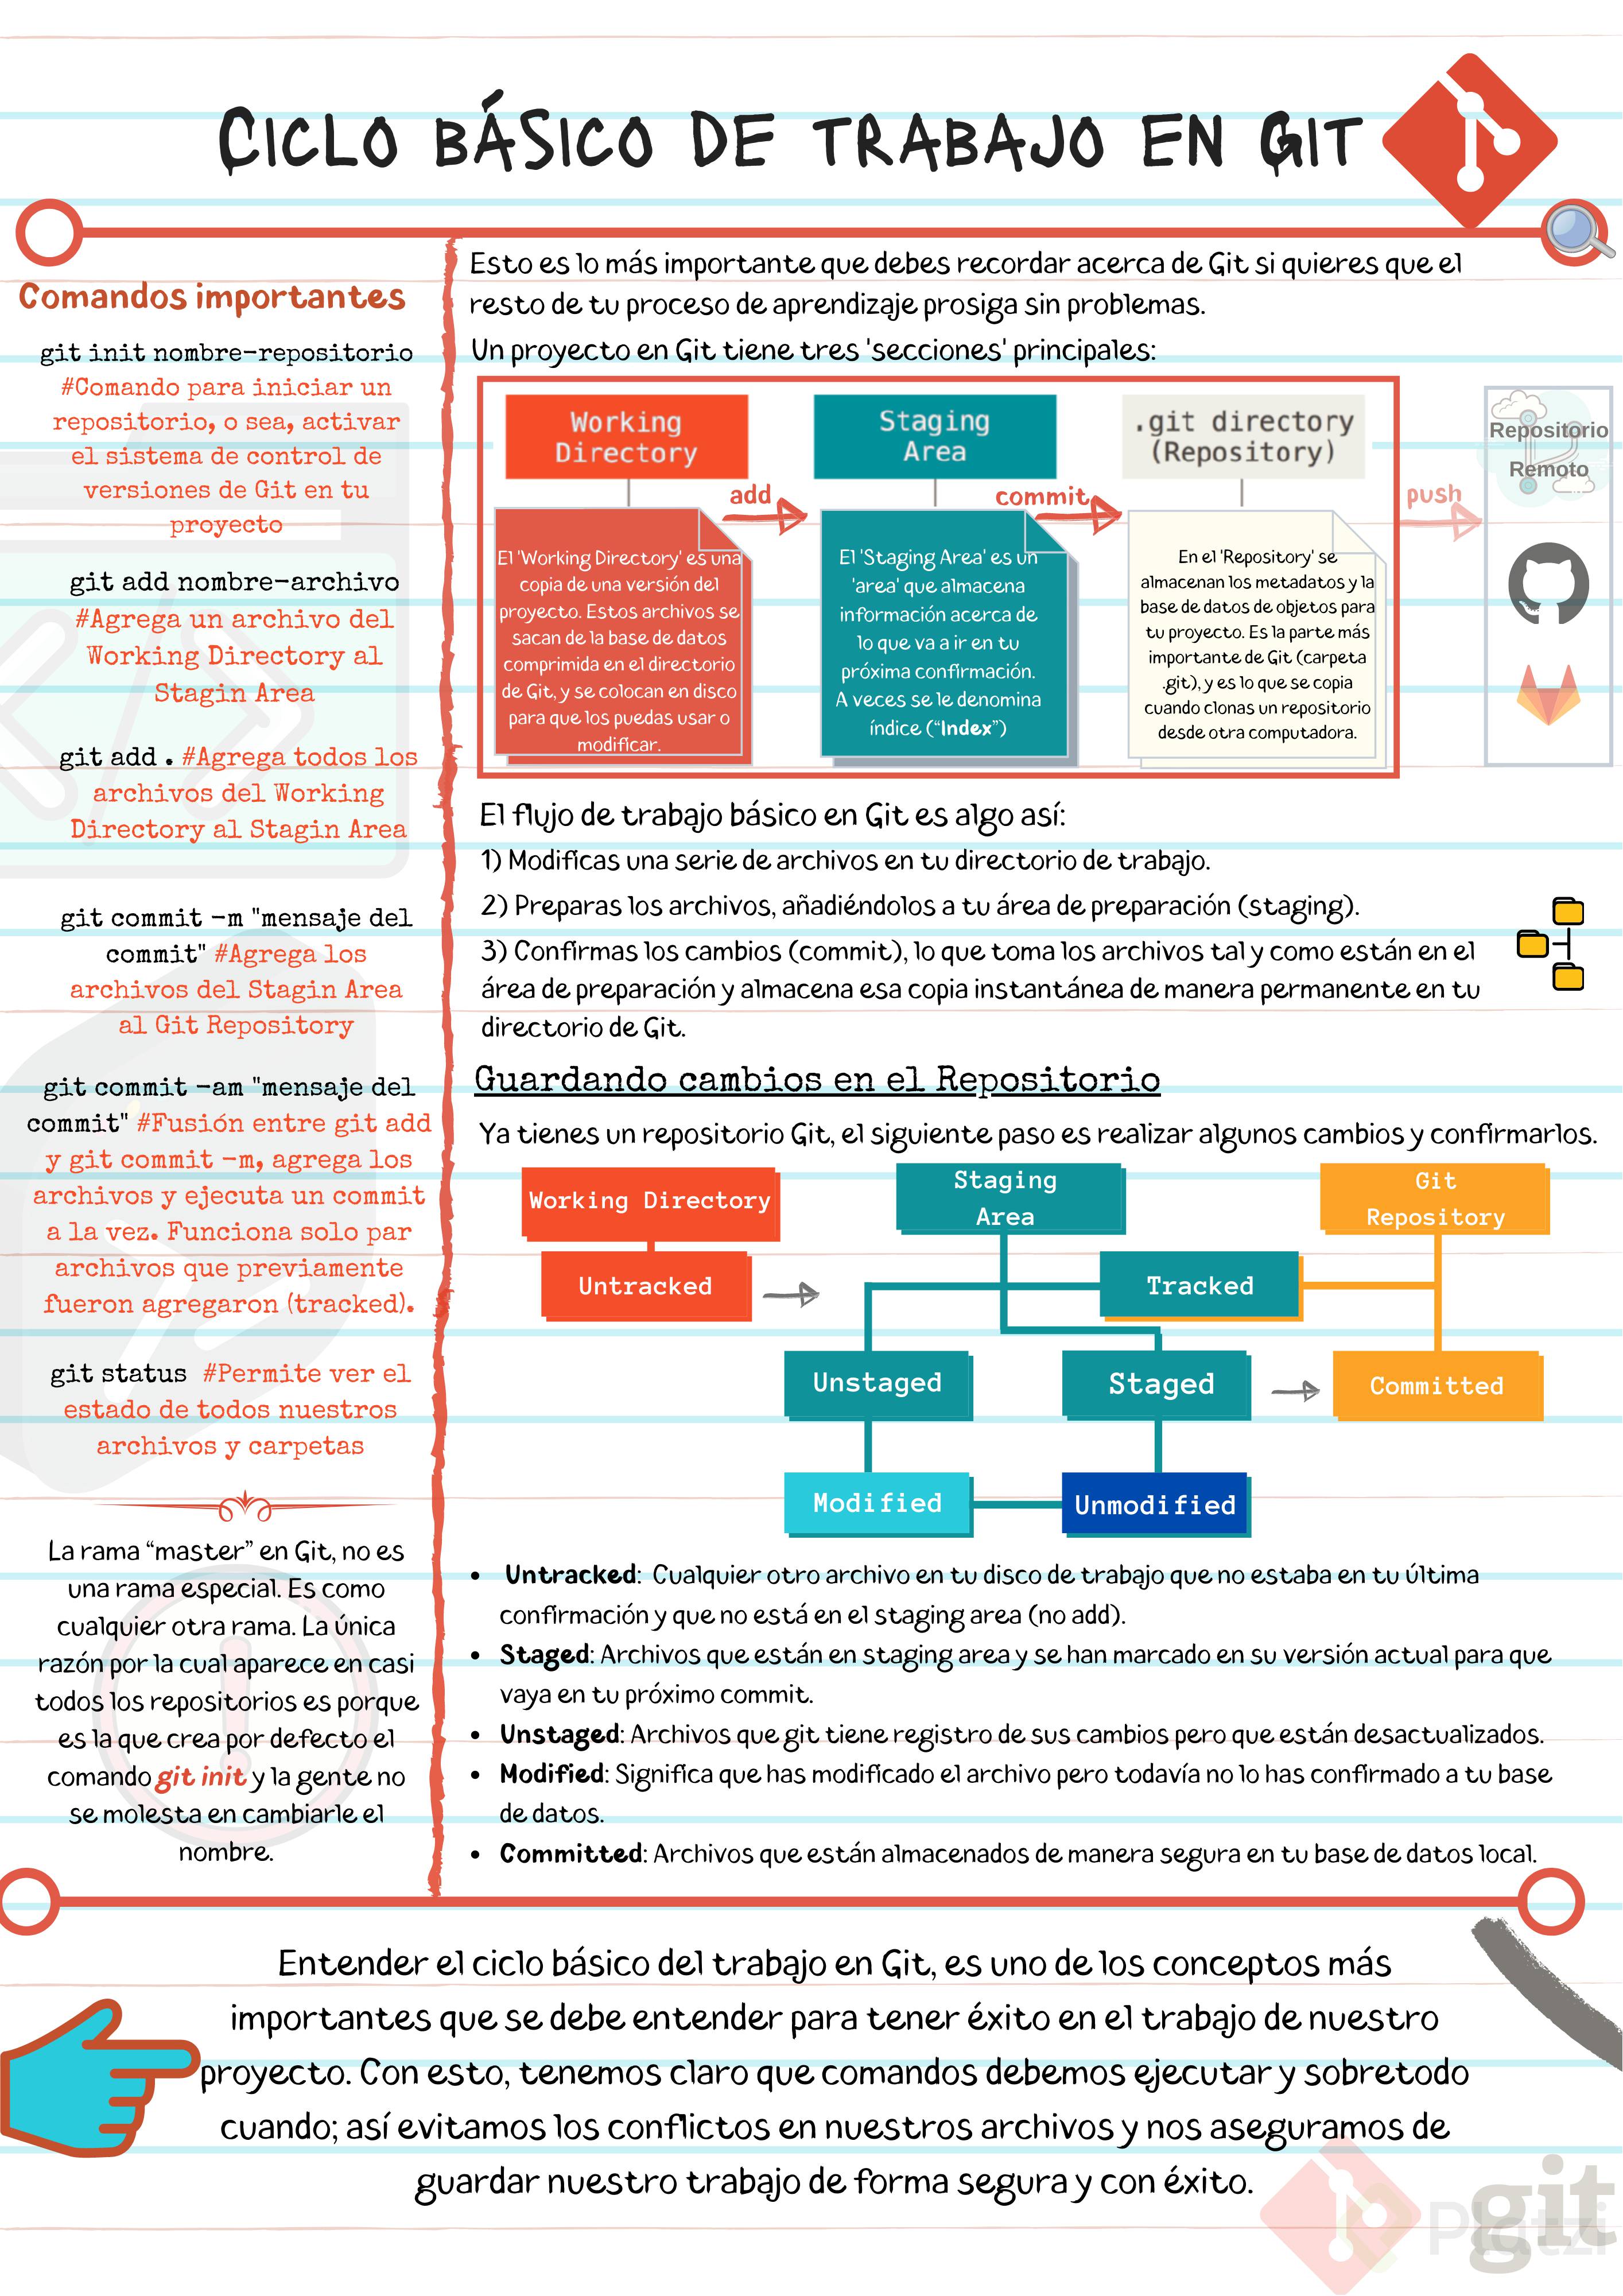 CICLO BÁSICO DE TRABAJO EN GIT
Comandos importantes
git init nombre-repositorio
#Comando para iniciar un
repositorio, o sea, activar
el sistema de control de
versiones de Git en tu
proyecto
git add nombre-archivo
#Agrega un archivo del
Working Directory al
Stagin Area
git add . #Agrega todos los
archivos del Working
Directory al Stagin Area
git commit -m "mensaje del
commit" #Agrega los
archivos del Stagin Area
al Git Repository
git commit -am "mensaje del
commit" #Fusión entre git add
y git commit -m, agrega los
archivos y ejecuta un commit
a la vez. Funciona solo par
archivos que previamente
fueron agregaron (tracked).
git status #Permite ver el
estado de todos nuestros
archivos y carpetas
La rama “master” en Git, no es
una rama especial. Es como
cualquier otra rama. La única
razón por la cual aparece en casi
todos los repositorios es porque
es la que crea por defecto el
comando git init y la gente no
se molesta en cambiarle el
nombre.
Esto es lo más importante que debes recordar acerca de Git si quieres que el
resto de tu proceso de aprendizaje prosiga sin problemas.
Un proyecto en Git tiene tres 'secciones' principales:
Working
Directory
El 'Working Directory' es una
copia de una versión del
proyecto. Estos archivos se
sacan de la base de datos
comprimida en el directorio
de Git, y se colocan en disco
para que los puedas usar o
modificar.
add
Staging
Area
El 'Staging Area' es un
'area' que almacena
información acerca de
lo que va a ir en tu
próxima confirmación.
A veces se le denomina
índice (“Index”)
commit
.git directory
(Repository)
En el 'Repository' se
almacenan los metadatos y la
base de datos de objetos para
tu proyecto. Es la parte más
importante de Git (carpeta
.git), y es lo que se copia
cuando clonas un repositorio
desde otra computadora.
push
Repositorio
Remoto
El flujo de trabajo básico en Git es algo así:
1) Modificas una serie de archivos en tu directorio de trabajo.
2) Preparas los archivos, añadiéndolos a tu área de preparación (staging).
3) Confirmas los cambios (commit), lo que toma los archivos tal y como están en el
área de preparación y almacena esa copia instantánea de manera permanente en tu
directorio de Git.
Guardando cambios en el Repositorio
Ya tienes un repositorio Git, el siguiente paso es realizar algunos cambios y confirmarlos.
Working Directory
Staging
Area
Git
Repository
Untracked
Tracked
Unstaged
Staged
Committed
Modified
Unmodified
• Untracked: Cualquier otro archivo en tu disco de trabajo que no estaba en tu última
confirmación y que no está en el staging area (no add).
• Staged: Archivos que están en staging area y se han marcado en su versión actual para que
vaya en tu próximo commit.
• Unstaged: Archivos que git tiene registro de sus cambios pero que están desactualizados.
• Modified: Significa que has modificado el archivo pero todavía no lo has confirmado a tu base
de datos.
• Committed: Archivos que están almacenados de manera segura en tu base de datos local.
Entender el ciclo básico del trabajo en Git, es uno de los conceptos más
importantes que se debe entender para tener éxito en el trabajo de nuestro
proyecto. Con esto, tenemos claro que comandos debemos ejecutar y sobretodo
cuando; así evitamos los conflictos en nuestros archivos y nos aseguramos de
guardar nuestro trabajo de forma segura y con éxito.
Platzi
git